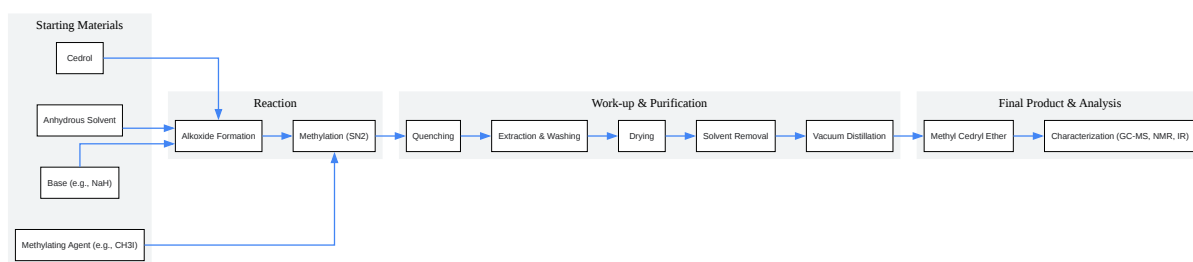 Starting Materials
Cedrol
Anhydrous Solvent
Base (e.g., NaH)
Methylating Agent (e.g., CH3I)
Reaction
Alkoxide Formation
Methylation (SN2)
Work-up & Purification
Quenching
Extraction & Washing
Drying
Solvent Removal
Vacuum Distillation
Final Product & Analysis
Methyl Cedryl Ether
Characterization (GC-MS, NMR, IR)